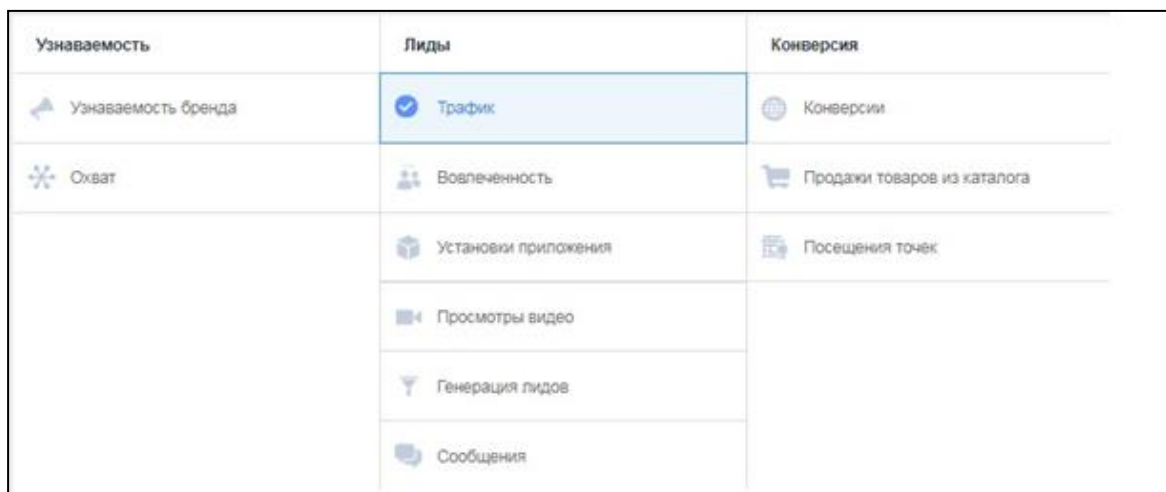 Узнаваемость
Лиды
Конверсия
Узнаваемость бренда
Трафик
Конверсии
Охват
Вовлеченность
Продажи товаров из каталога
Установки приложения
Посещения точек
Просмотры видео
Генерация лидов
Сообщения